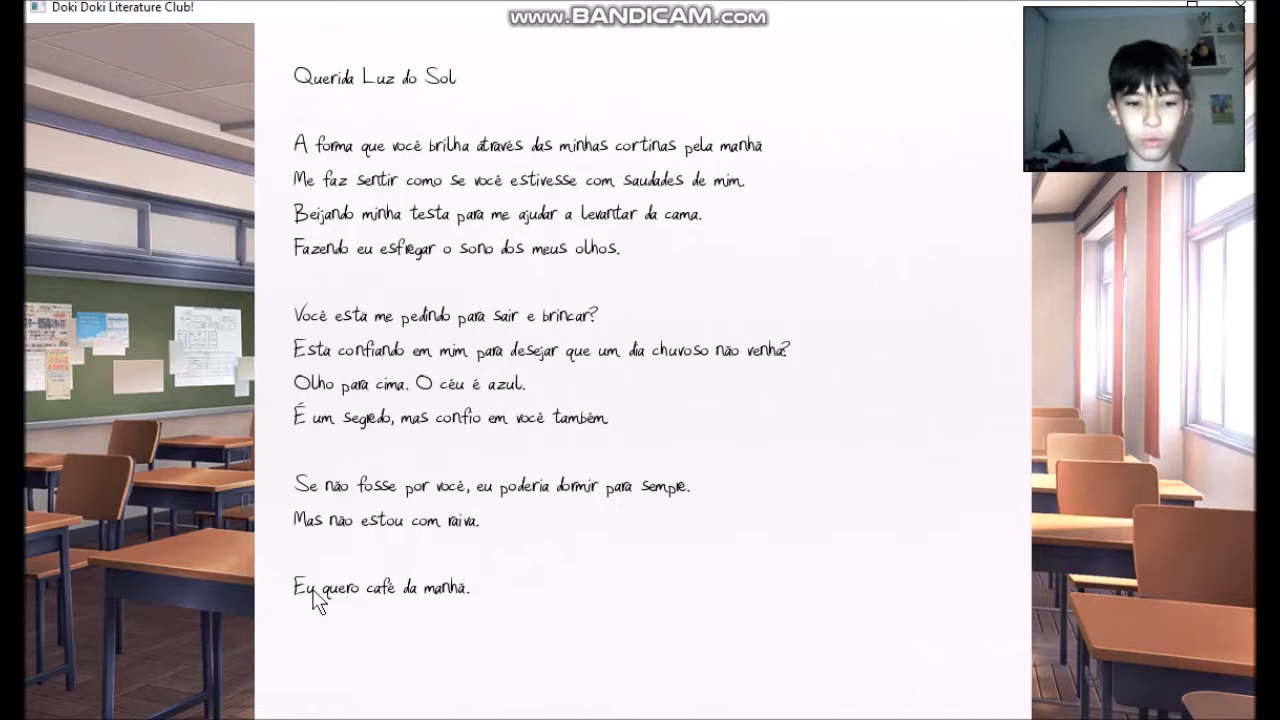 Doki Doki Literature Club!
www.BANDICAM.com
Querida Luz do Sol
A forma que você brilha através das minhas cortinas pela manhã
Me faz sentir como se você estivesse com saudades de mim.
Beijando minha testa para me ajudar a levantar da cama.
Fazendo eu esfregar o sono dos meus olhos.
Você esta me pedindo para sair e brincar?
Esta confiando em mim para desejar que um dia chuvoso não venha?
Olho para cima. O céu é azul.
É um segredo, mas confio em você também.
Se não fosse por você, eu poderia dormir para sempre.
Mas não estou com raiva.
Eu quero café da manhã.